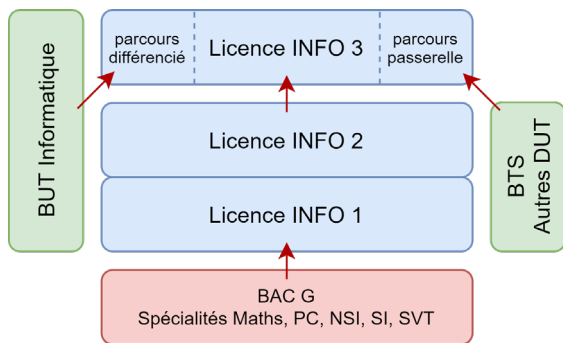 BUT Informatique
parcours
différencié
Licence INFO 3
parcours
passerelle
Licence INFO 2
Licence INFO 1
BTS
Autres DUT
BAC G
Spécialités Maths, PC, NSI, SI, SVT